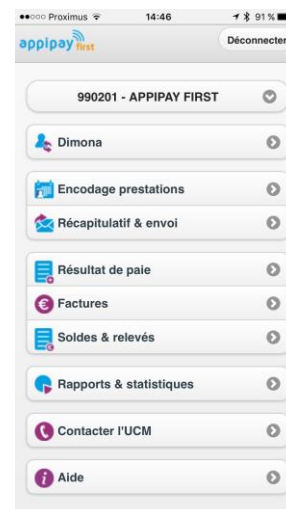 Proximus 14:46 91 %
appipay first
Déconnecter
990201 - APPIPAY FIRST
Dimona
Encodage prestations
Récapitulatif & envoi
Résultat de paie
Factures
Soldes & relevés
Rapports & statistiques
Contacter l'UCM
Aide